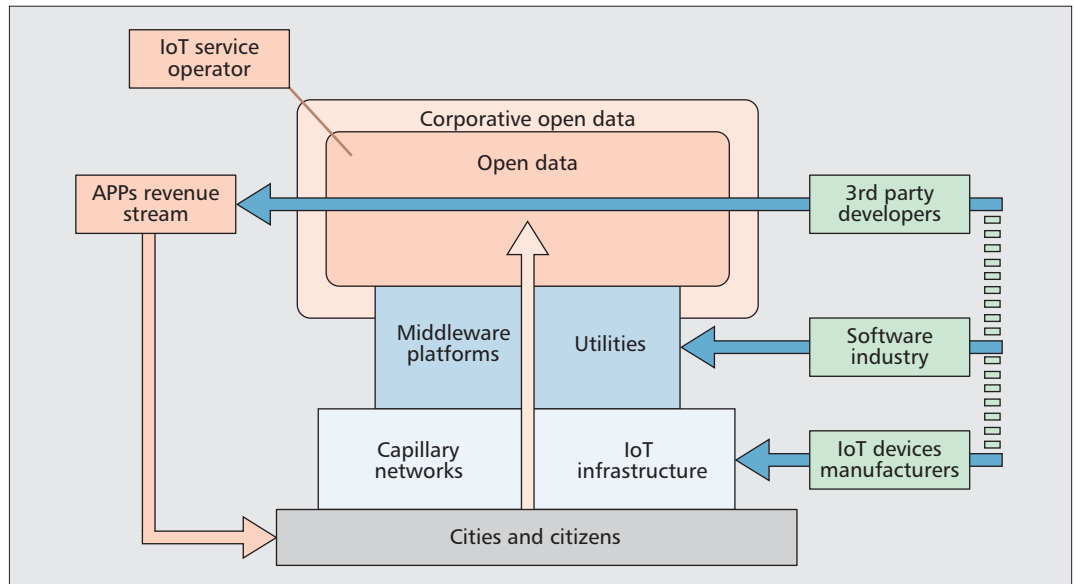 IoT service
operator
Corporative open data
Open data
APPs revenue
stream
3rd party
developers
Middleware
platforms
Utilities
Software
industry
Capillary
networks
IoT
infrastructure
IoT devices
manufacturers
Cities and citizens